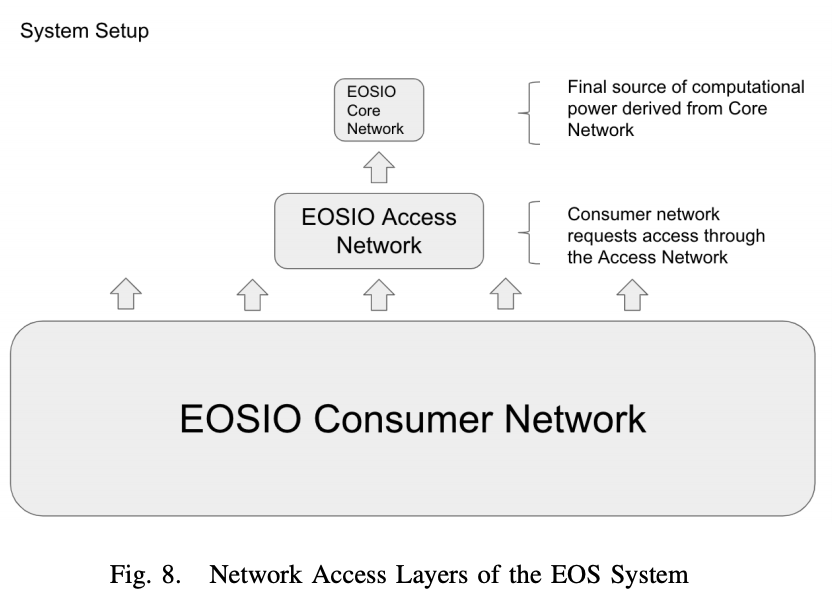 System Setup
EOSIO
Core
Network
Final source of computational
power derived from Core
Network
EOSIO Access
Network
Consumer network
requests access through
the Access Network
EOSIO Consumer Network
Fig. 8. Network Access Layers of the EOS System